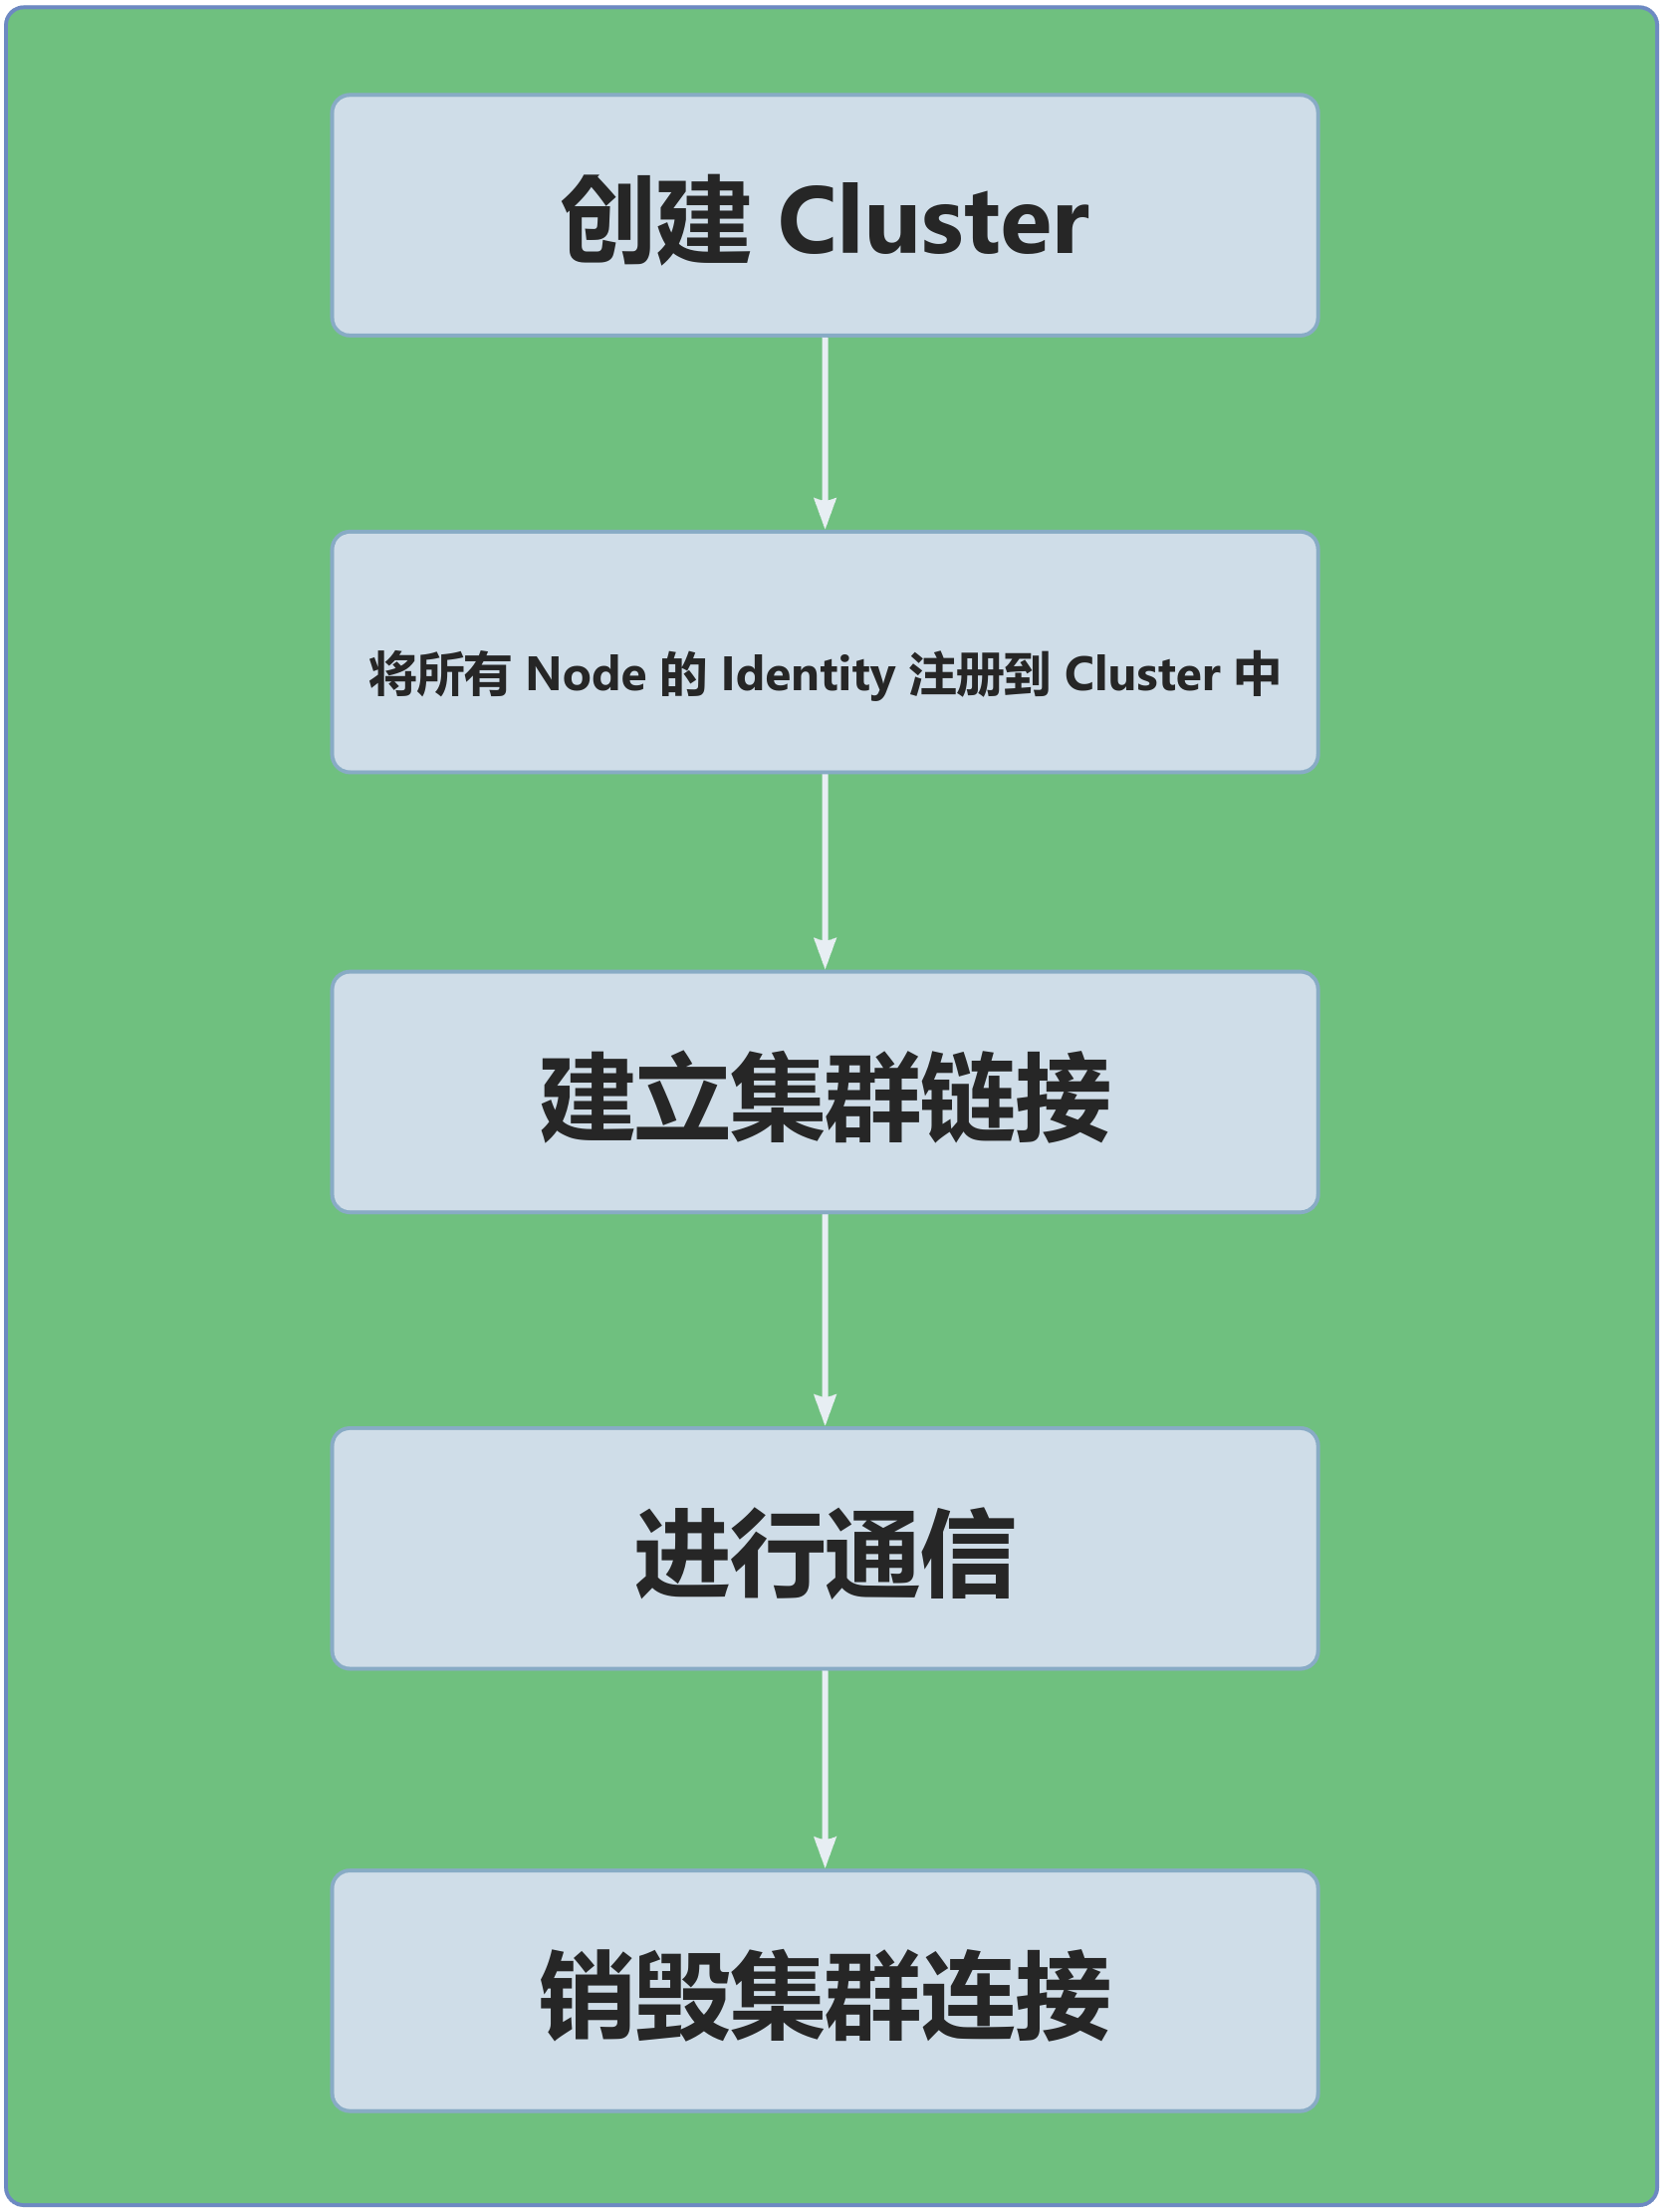 创建 Cluster
将所有 Node 的 Identity 注册到 Cluster 中
建立集群链接
进行通信
销毁集群连接